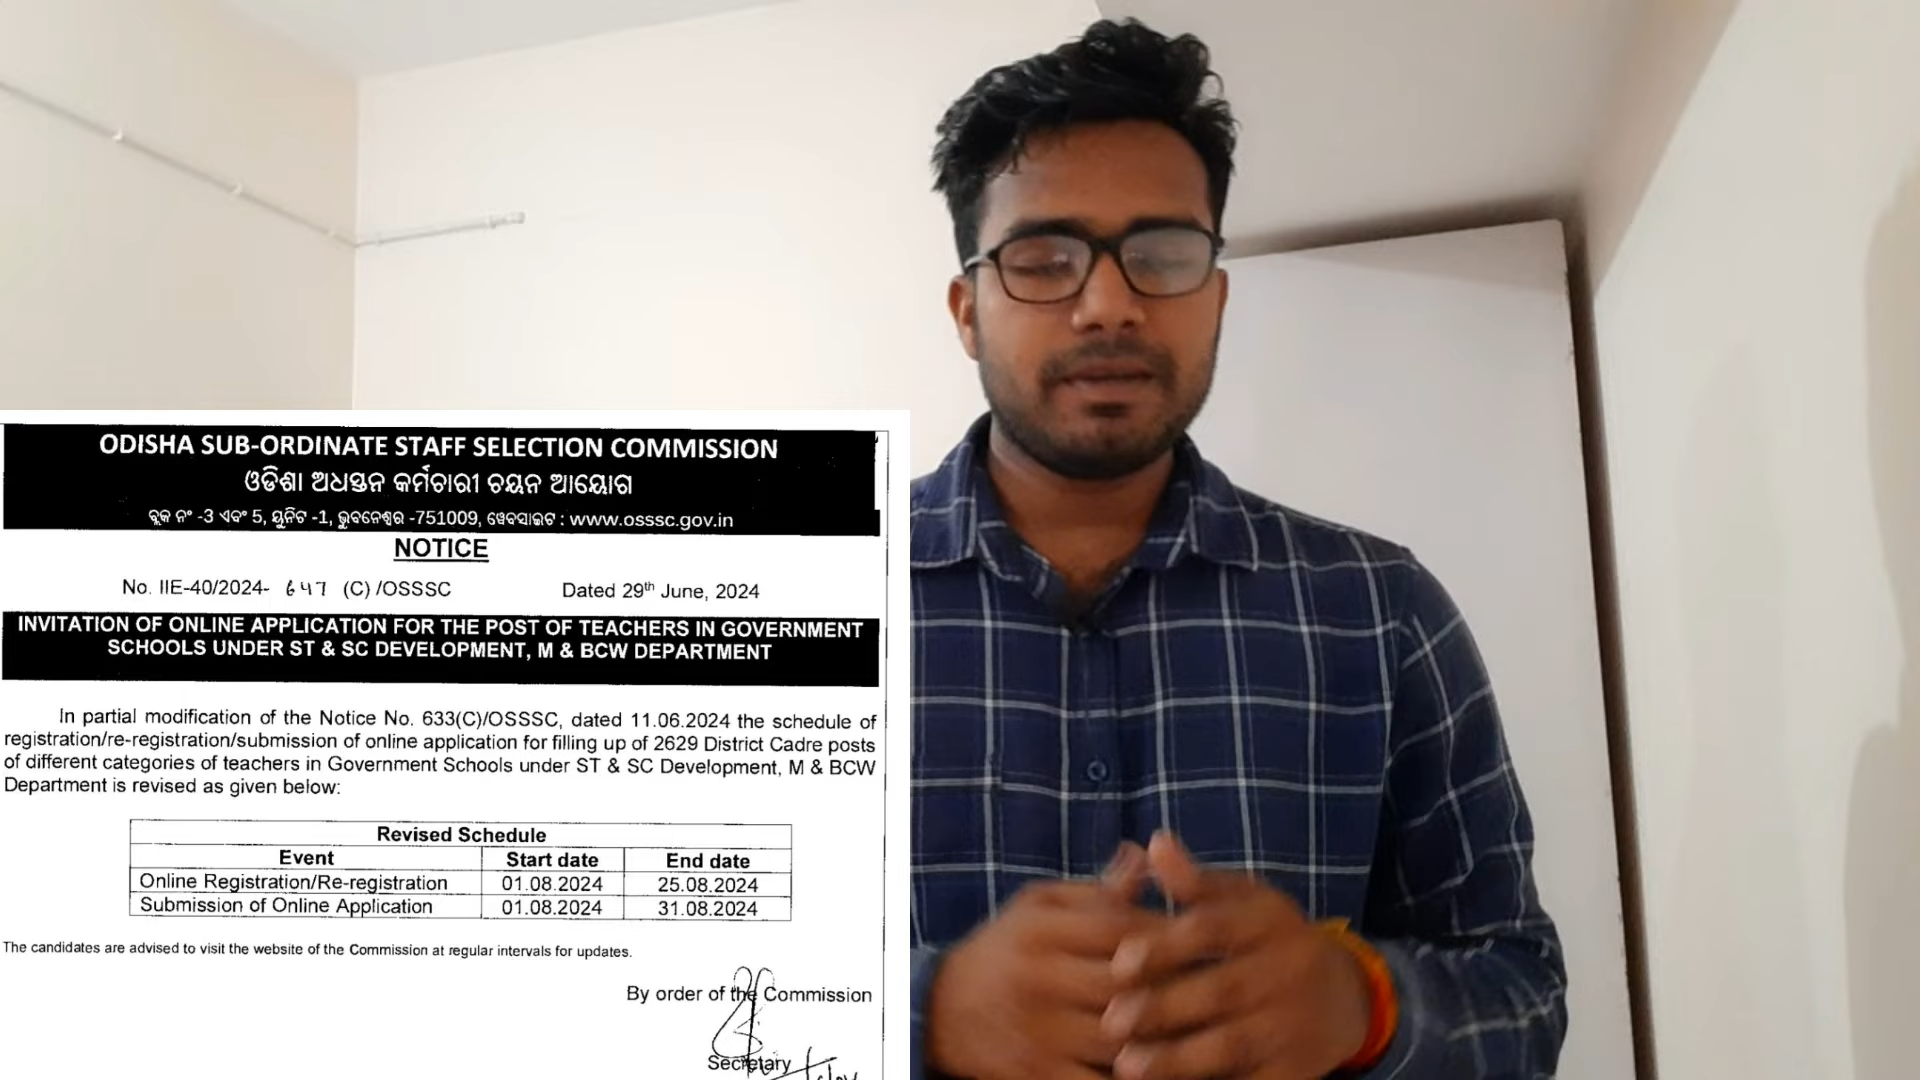 ODISHA SUB-ORDINATE STAFF SELECTION COMMISSION
ଓଡିଶା ଅଧସ୍ତନ କର୍ମଚାରୀ ଚୟନ ଆୟୋଗ
ବ୍ଲକ ନଂ -3 ଏବଂ 5, ୟୁନିଟ -1, ଭୁବନେଶ୍ୱର -751009, ୱେବସାଇଟ : www.osssc.gov.in
NOTICE
No. IIE-40/2024- 647 (C) /OSSSC Dated 29th June, 2024
INVITATION OF ONLINE APPLICATION FOR THE POST OF TEACHERS IN GOVERNMENT
SCHOOLS UNDER ST & SC DEVELOPMENT, M & BCW DEPARTMENT
In partial modification of the Notice No. 633(C)/OSSSC, dated 11.06.2024 the schedule of
registration/re-registration/submission of online application for filling up of 2629 District Cadre posts
of different categories of teachers in Government Schools under ST & SC Development, M & BCW
Department is revised as given below:
Revised Schedule
Event Start date End date
Online Registration/Re-registration 01.08.2024 25.08.2024
Submission of Online Application 01.08.2024 31.08.2024
The candidates are advised to visit the website of the Commission at regular intervals for updates.
By order of the Commission
Secretary